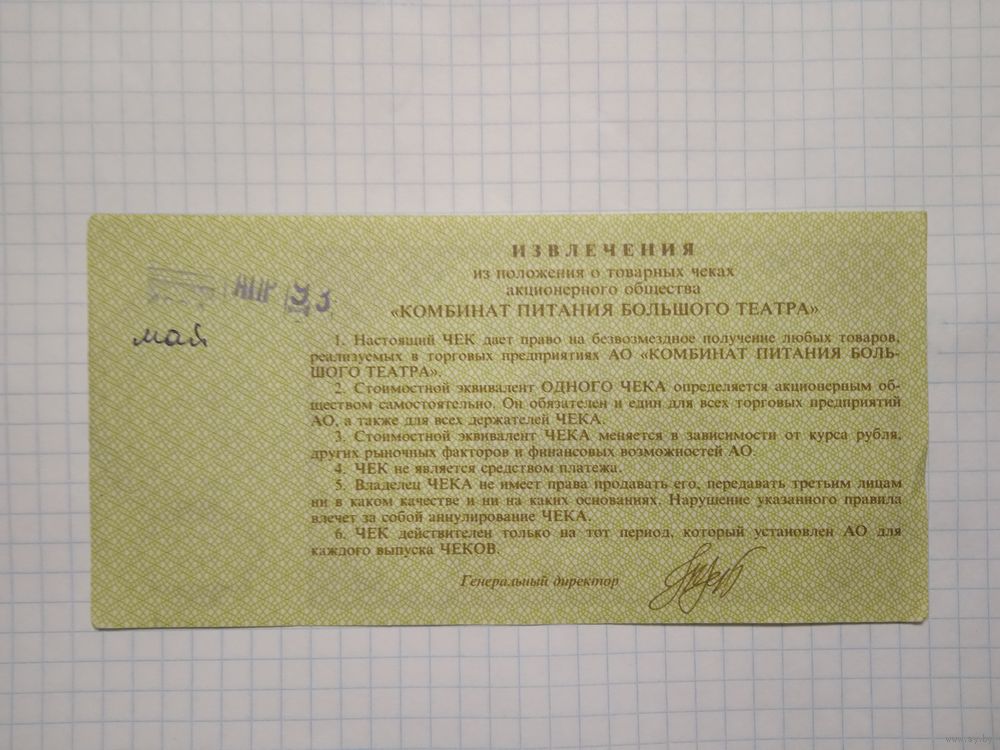 ИЗВЛЕЧЕНИЯ
из положения о товарных чеках
акционерного общества
«КОМБИНАТ ПИТАНИЯ БОЛЬШОГО ТЕАТРА»
май
1. Настоящий ЧЕК дает право на безвозмездное получение любых товаров,
реализуемых в торговых предприятиях АО «КОМБИНАТ ПИТАНИЯ БОЛЬ-
ШОГО ТЕАТРА».
2. Стоимостной эквивалент ОДНОГО ЧЕКА определяется акционерным об-
ществом самостоятельно. Он обязателен и един для всех торговых предприятий
АО, а также для всех держателей ЧЕКА.
3. Стоимостной эквивалент ЧЕКА меняется в зависимости от курса рубля,
других рыночных факторов и финансовых возможностей АО.
4. ЧЕК не является средством платежа.
5. Владелец ЧЕКА не имеет права продавать его, передавать третьим лицам
ни в каком качестве и ни на каких основаниях. Нарушение указанного правила
влечет за собой аннулирование ЧЕКА.
6. ЧЕК действителен только на тот период, который установлен АО для
каждого выпуска ЧЕКОВ.
Генеральный директор